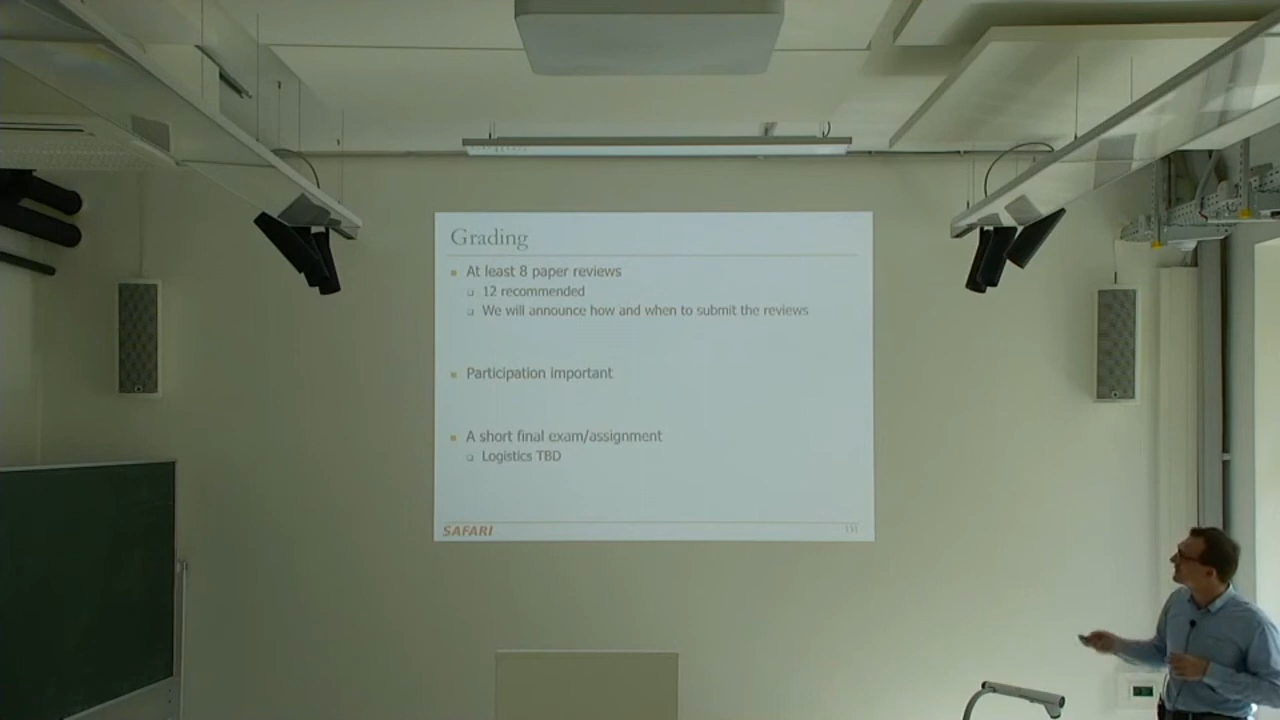 Grading
At least 8 paper reviews
12 recommended
We will announce how and when to submit the reviews
Participation important
A short final exam/assignment
Logistics TBD
SAFARI